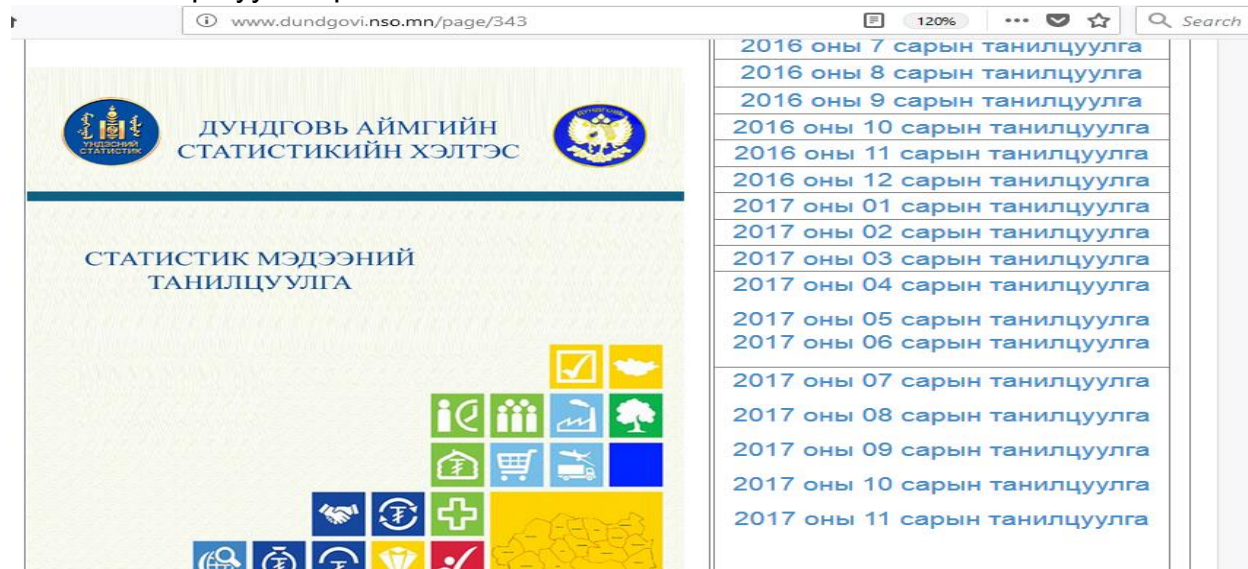 www.dundgovi.nso.mn/page/343
120%
Search
ҮНДЭСНИЙ
СТАТИСТИК
ДУНДГОВЬ АЙМГИЙН
СТАТИСТИКИЙН ХЭЛТЭС
СТАТИСТИК МЭДЭЭНИЙ
ТАНИЛЦУУЛГА
2016 оны 7 сарын танилцуулга
2016 оны 8 сарын танилцуулга
2016 оны 9 сарын танилцуулга
2016 оны 10 сарын танилцуулга
2016 оны 11 сарын танилцуулга
2016 оны 12 сарын танилцуулга
2017 оны 01 сарын танилцуулга
2017 оны 02 сарын танилцуулга
2017 оны 03 сарын танилцуулга
2017 оны 04 сарын танилцуулга
2017 оны 05 сарын танилцуулга
2017 оны 06 сарын танилцуулга
2017 оны 07 сарын танилцуулга
2017 оны 08 сарын танилцуулга
2017 оны 09 сарын танилцуулга
2017 оны 10 сарын танилцуулга
2017 оны 11 сарын танилцуулга